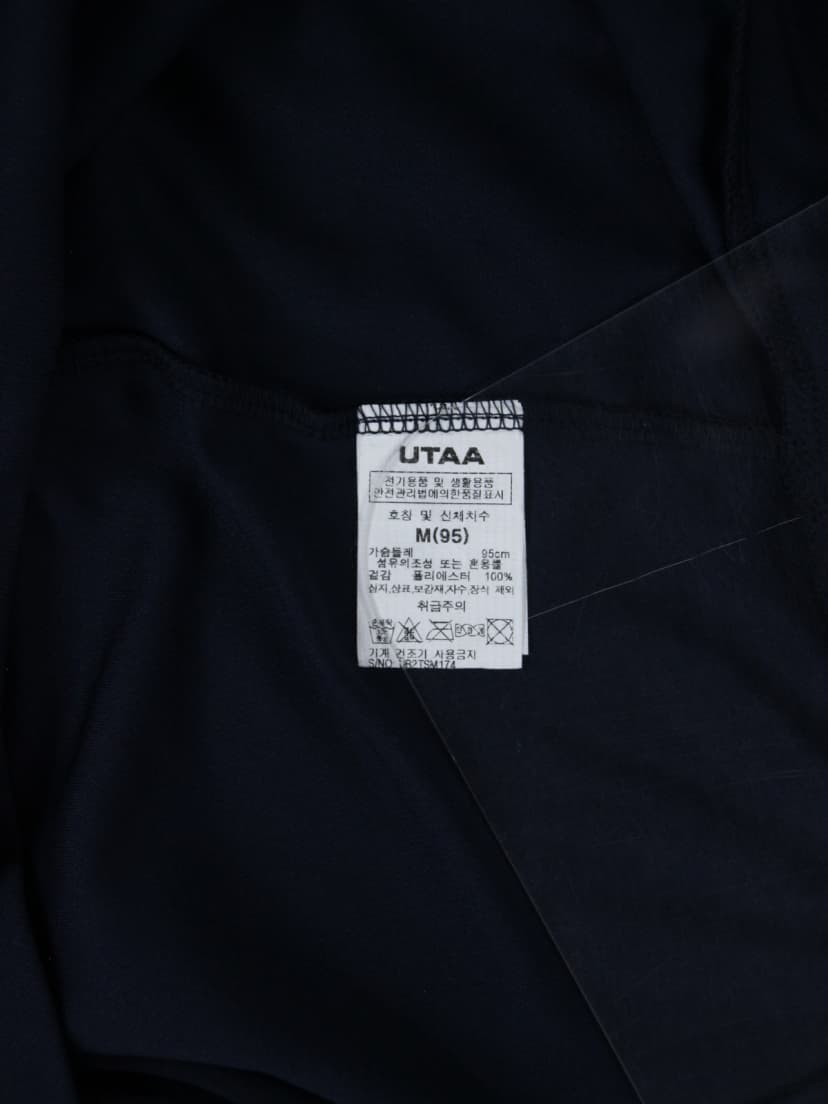 UTAA
전기용품 및 생활용품
안전관리법에의한품질표시
호칭 및 신체치수
M(95)
가슴둘레 95cm
섬유의조성 또는 혼용률
겉감 폴리에스터 100%
심지,상표,보강재,자수,장식 제외
취급주의
기계 건조기 사용금지
S/NO: UB2TSM174